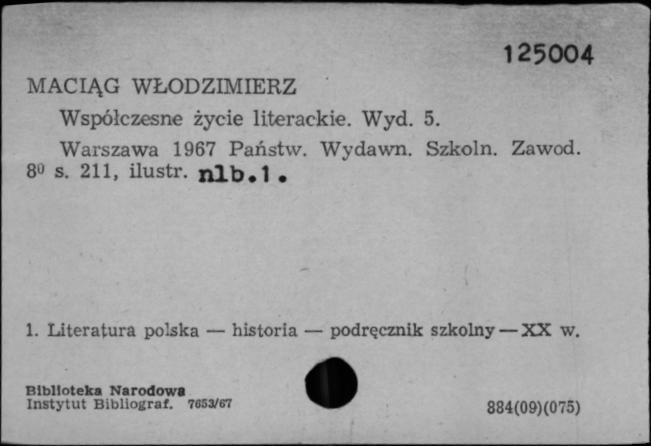 125004
MACIĄG WŁODZIMIERZ
Współczesne życie literackie. Wyd. 5.
Warszawa 1967 Państw. Wydawn. Szkoln. Zawod.
8⁰ s. 211, ilustr. nlb.1.
1. Literatura polska — historia — podręcznik szkolny — XX w.
Biblioteka Narodowa
Instytut Bibliograf. 7653/67
884(09)(075)